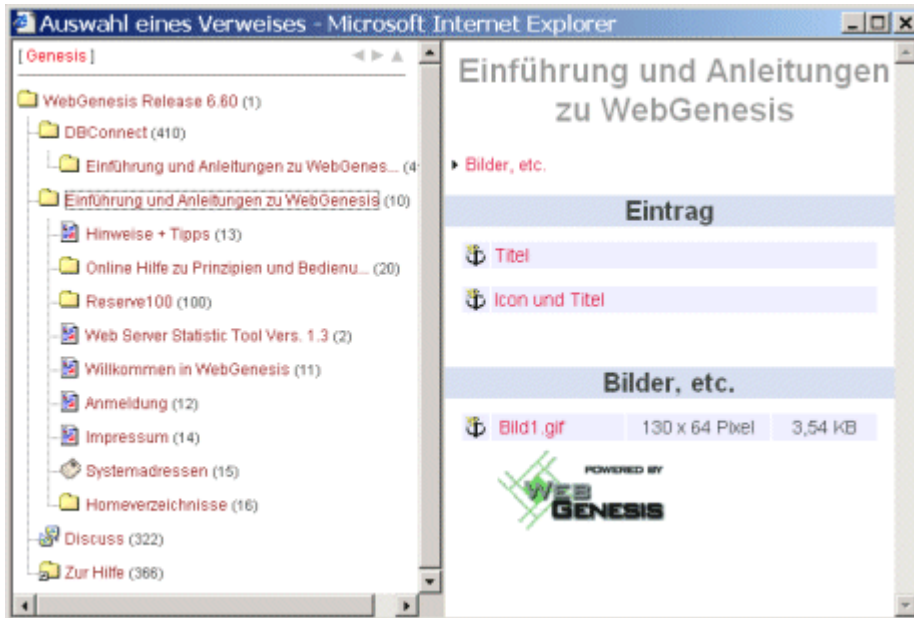 Auswahl eines Verweises - Microsoft Internet Explorer
[ Genesis ]
WebGenesis Release 6.60 (1)
DBConnect (410)
Einführung und Anleitungen zu WebGenes... (4
Einführung und Anleitungen zu WebGenesis (10)
Hinweise + Tipps (13)
Online Hilfe zu Prinzipien und Bedienu... (20)
Reserve100 (100)
Web Server Statistic Tool Vers. 1.3 (2)
Willkommen in WebGenesis (11)
Anmeldung (12)
Impressum (14)
Systemadressen (15)
Homeverzeichnisse (16)
Discuss (322)
Zur Hilfe (366)
Einführung und Anleitungen
zu WebGenesis
Bilder, etc.
Eintrag
Titel
Icon und Titel
Bilder, etc.
Bild1.gif 130 x 64 Pixel 3,54 KB
POWERED BY
WEB
GENESIS